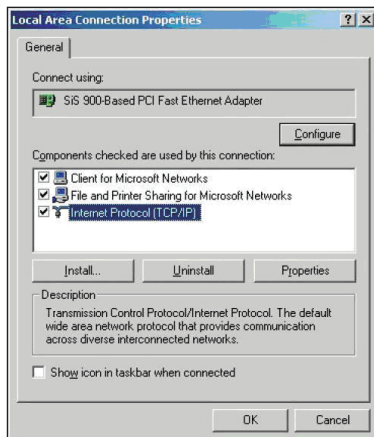 Local Area Connection Properties
General
Connect using:
SiS 900-Based PCI Fast Ethernet Adapter
Configure
Components checked are used by this connection:
Client for Microsoft Networks
File and Printer Sharing for Microsoft Networks
Internet Protocol (TCP/IP)
Install... Uninstall Properties
Description
Transmission Control Protocol/Internet Protocol. The default
wide area network protocol that provides communication
across diverse interconnected networks.
Show icon in taskbar when connected
OK Cancel